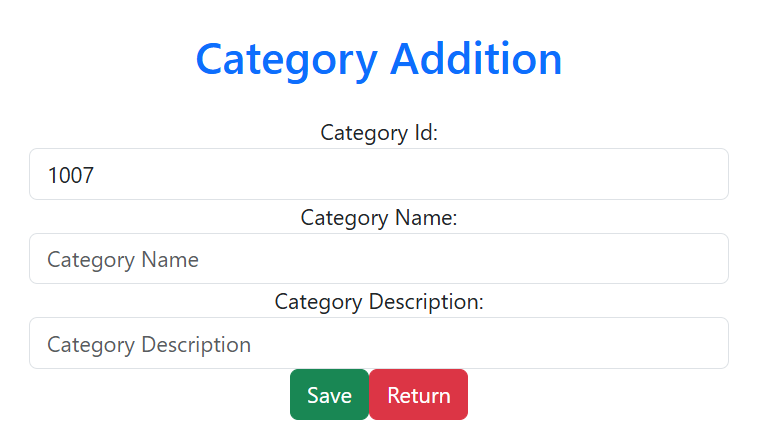 Category Addition
Category Id:
1007
Category Name:
Category Name
Category Description:
Category Description
Save Return